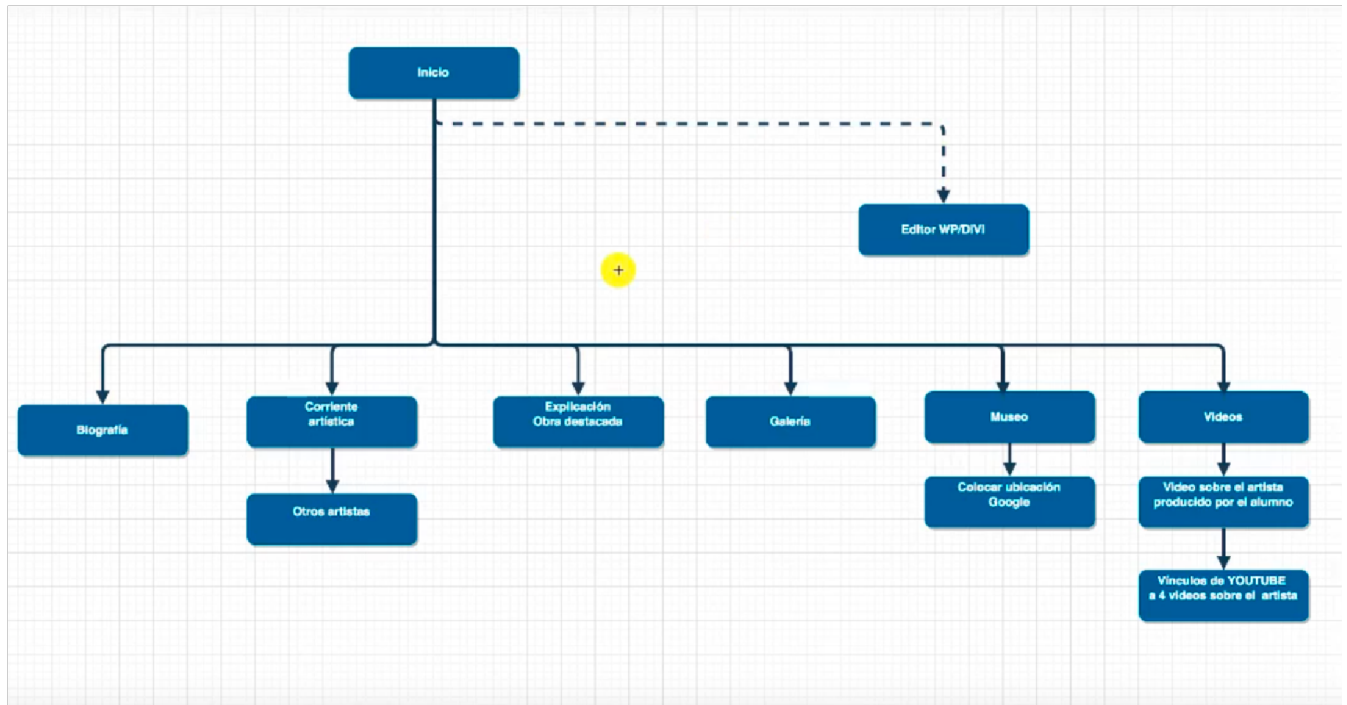 Inicio
Editor WP/DIVI
Biografía
Corriente
artística
Explicación
Obra destacada
Galería
Museo
Videos
Otros artistas
Colocar ubicación
Google
Video sobre el artista
producido por el alumno
Vínculos de YOUTUBE
a 4 videos sobre el artista